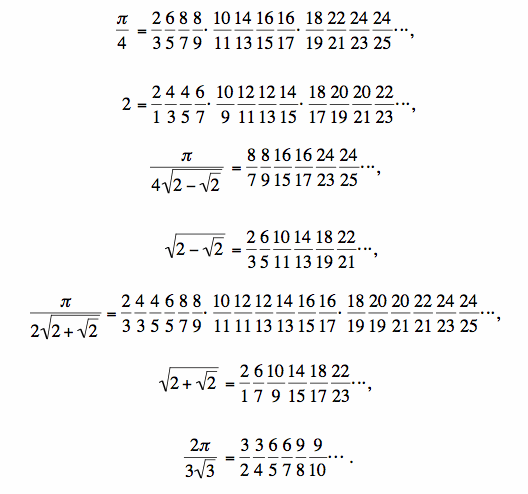 π/4 = 2/3 6/5 8/7 8/9 · 10/11 14/13 16/15 16/17 · 18/19 22/21 24/23 24/25 ···,
2 = 2/1 4/3 4/5 6/7 · 10/9 12/11 12/13 14/15 · 18/17 20/19 20/21 22/23 ···,
π/(4√(2−√2)) = 8/7 8/9 16/15 16/17 24/23 24/25 ···,
√(2−√2) = 2/3 6/5 10/11 14/13 18/19 22/21 ···,
π/(2√(2+√2)) = 2/3 4/3 4/5 6/5 8/7 8/9 · 10/11 12/11 12/13 14/13 16/15 16/17 · 18/19 20/19 20/21 22/21 24/23 24/25 ···,
√(2+√2) = 2/1 6/7 10/9 14/15 18/17 22/23 ···,
2π/(3√3) = 3/2 3/4 6/5 6/7 9/8 9/10 ··· .